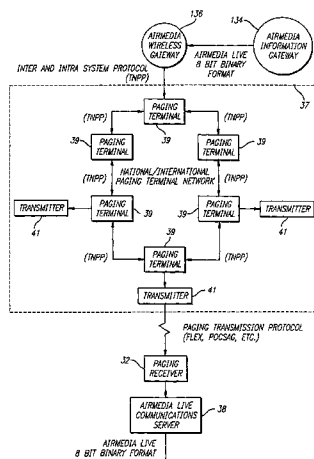 136
134
AIRMEDIA
WIRELESS
GATEWAY
AIRMEDIA
INFORMATION
GATEWAY
AIRMEDIA LIVE
8 BIT BINARY
FORMAT
INTER AND INTRA SYSTEM PROTOCOL
(TNPP)
37
(TNPP)
PAGING
TERMINAL
(TNPP)
39
39
PAGING
TERMINAL
PAGING
TERMINAL
39
(TNPP)
NATIONAL/INTERNATIONAL
PAGING TERMINAL NETWORK
(TNPP)
TRANSMITTER
PAGING
TERMINAL
39
39
PAGING
TERMINAL
TRANSMITTER
41
41
39
(TNPP)
PAGING
TERMINAL
(TNPP)
TRANSMITTER
41
PAGING TRANSMISSION PROTOCOL
(FLEX, POCSAG, ETC.)
32
PAGING
RECEIVER
38
AIRMEDIA LIVE
COMMUNICATIONS
SERVER
AIRMEDIA LIVE
8 BIT BINARY FORMAT